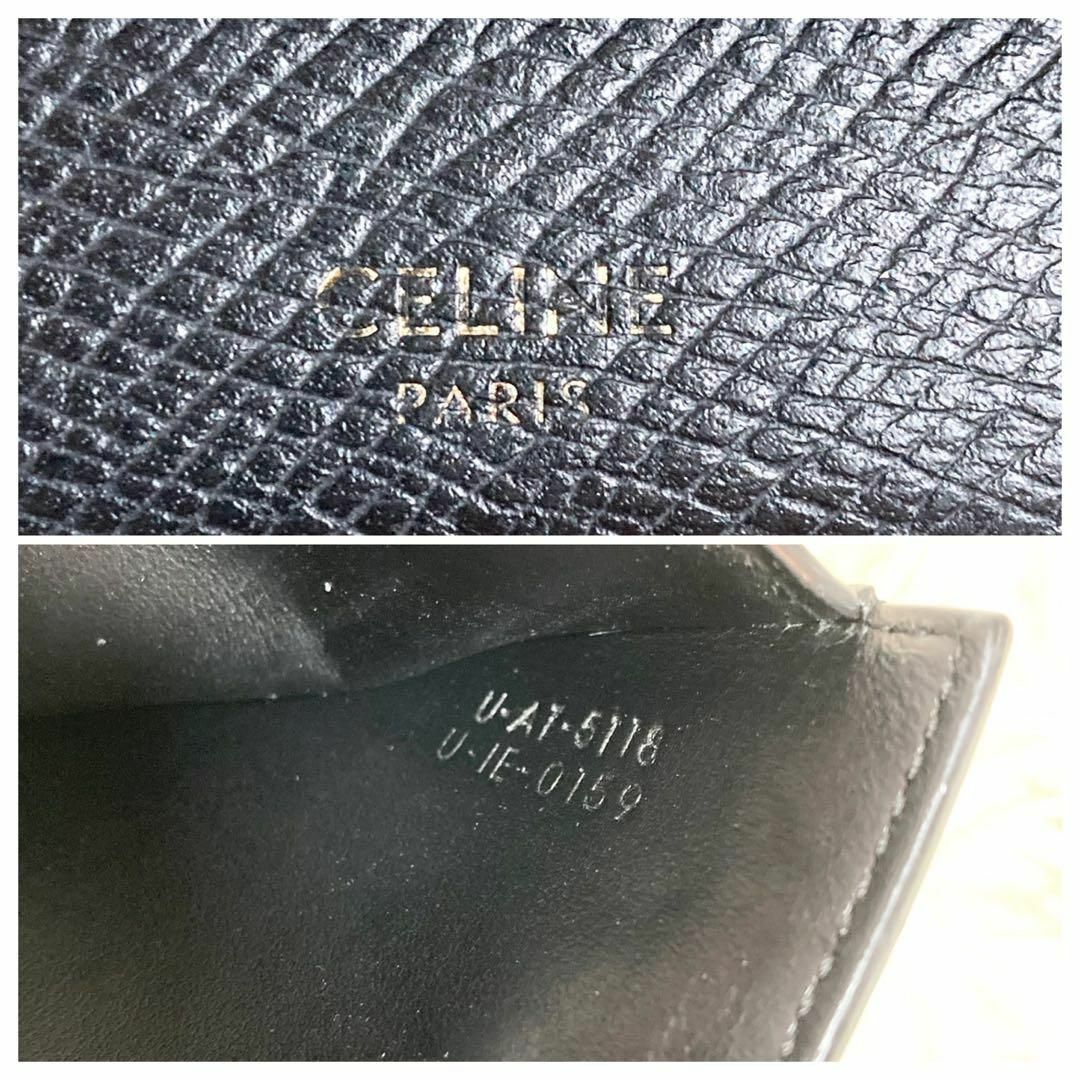 CELINE
PARIS
U-AT-5118
U-IE-0159